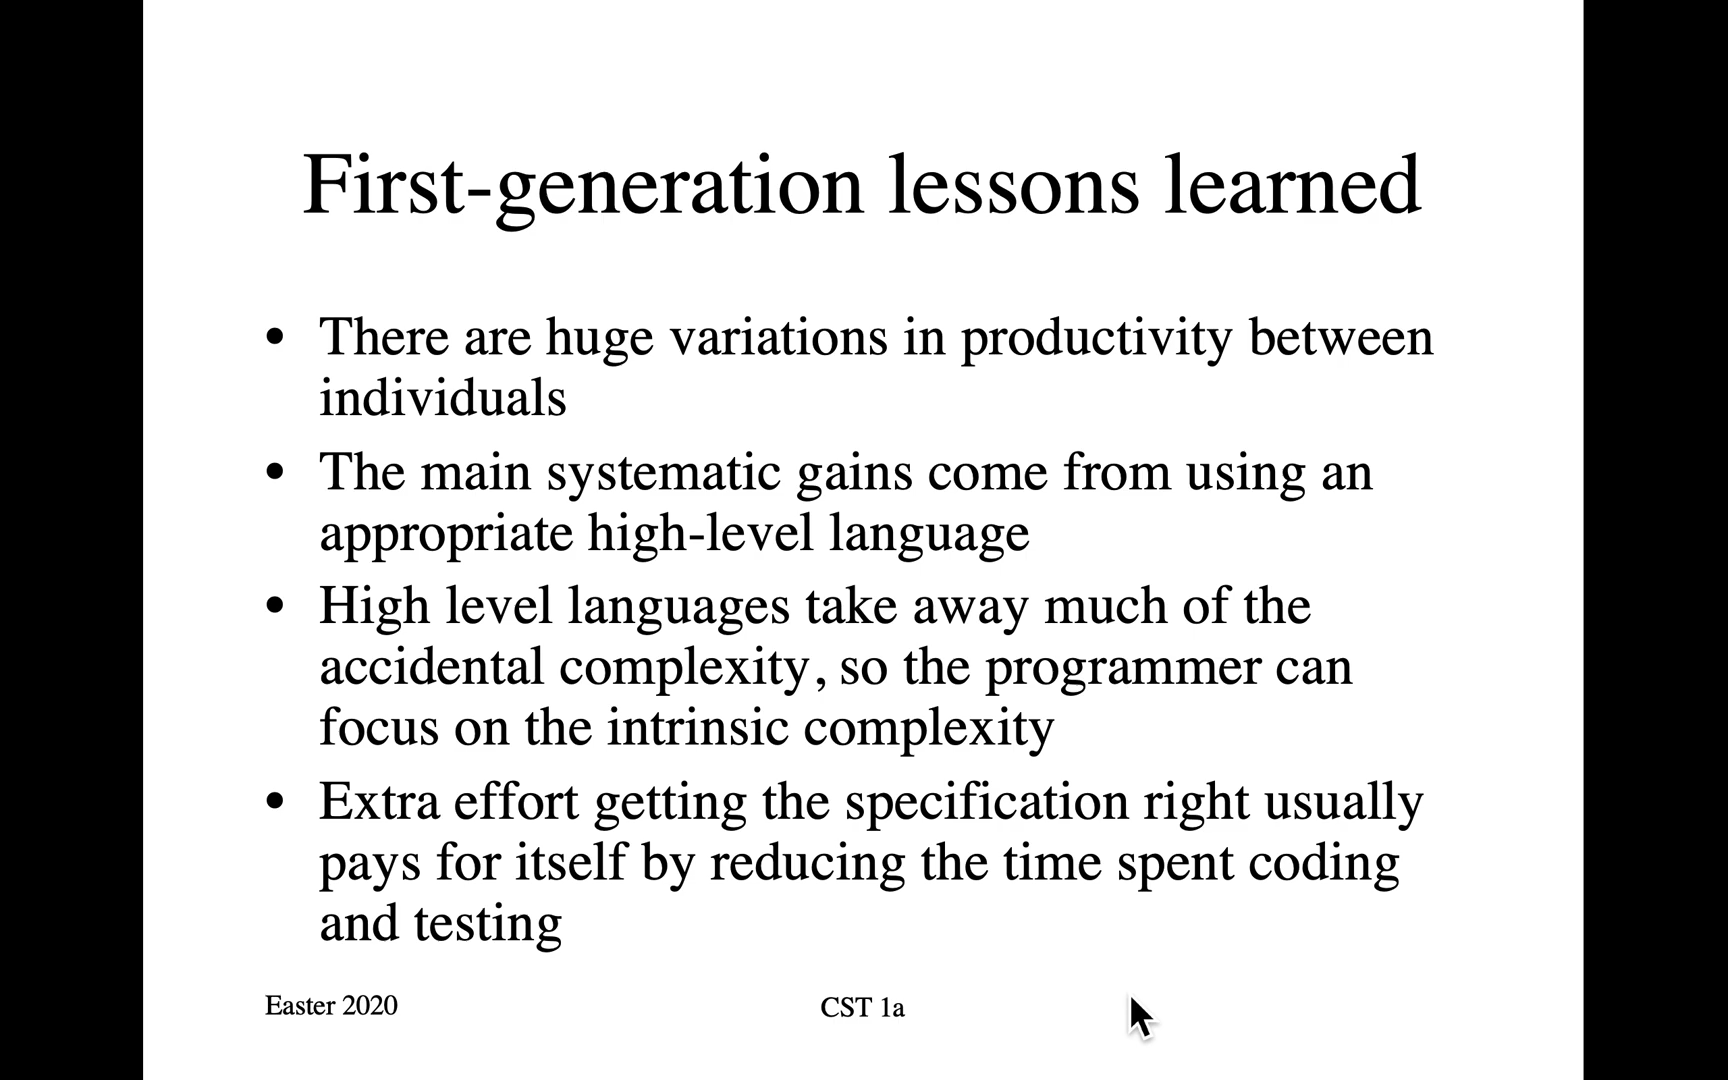 First-generation lessons learned
• There are huge variations in productivity between
individuals
• The main systematic gains come from using an
appropriate high-level language
• High level languages take away much of the
accidental complexity, so the programmer can
focus on the intrinsic complexity
• Extra effort getting the specification right usually
pays for itself by reducing the time spent coding
and testing
Easter 2020
CST 1a